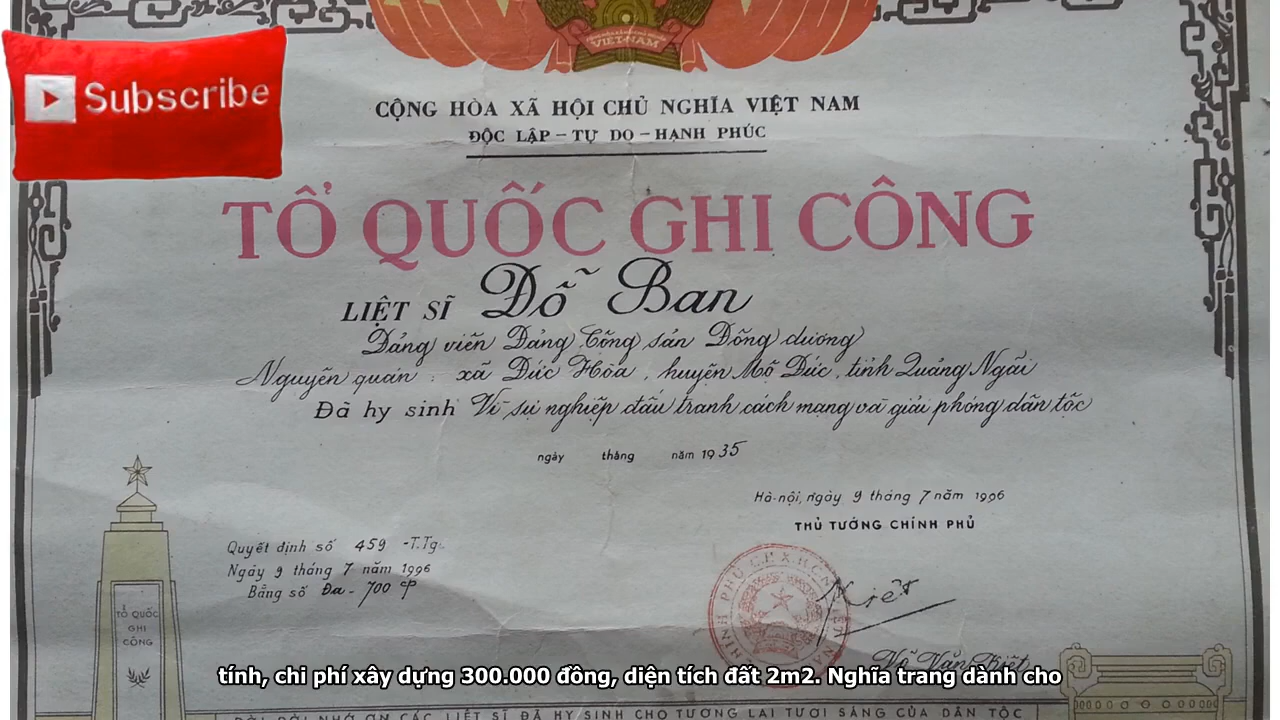 VIỆT-NAM
Subscribe
CỘNG HÒA XÃ HỘI CHỦ NGHĨA VIỆT NAM
ĐỘC LẬP – TỰ DO – HẠNH PHÚC
TỔ QUỐC GHI CÔNG
LIỆT SĨ Đỗ Ban
Đảng viên Đảng Cộng sản Đông dương
Nguyên quán : xã Đức Hòa , huyện Mộ Đức , tỉnh Quảng Ngãi
Đã hy sinh Vì sự nghiệp đấu tranh cách mạng và giải phóng dân tộc
ngày tháng năm 1935
Hà-nội, ngày 9 tháng 7 năm 1996
THỦ TƯỚNG CHÍNH PHỦ
Quyết định số 459 -T.Tg
Ngày 9 tháng 7 năm 1996
Bằng số Đa - 700 cp
TỔ QUỐC
GHI
CÔNG
Kiệt
Võ Văn Kiệt
tính, chi phí xây dựng 300.000 đồng, diện tích đất 2m2. Nghĩa trang dành cho
ĐỜI ĐỜI NHỚ ƠN CÁC LIỆT SĨ ĐÃ HY SINH CHO TƯƠNG LAI TƯƠI SÁNG CỦA DÂN TỘC